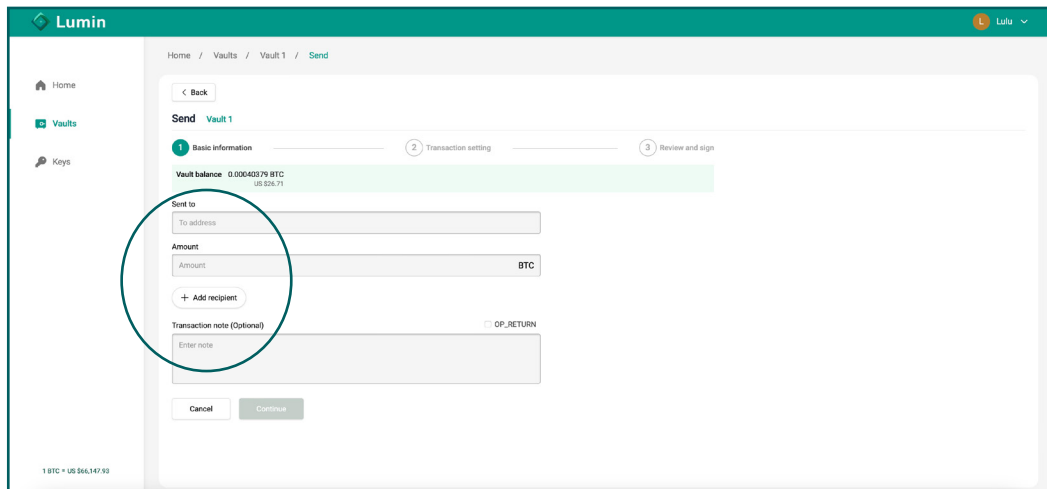 Lumin
L Lulu
Home / Vaults / Vault 1 / Send
Home
Vaults
Keys
< Back
Send Vault 1
1 Basic information
2 Transaction setting
3 Review and sign
Vault balance 0.00040379 BTC
US $26.71
Sent to
To address
Amount
Amount BTC
+ Add recipient
Transaction note (Optional) OP_RETURN
Enter note
Cancel Continue
1 BTC = US $66,147.93